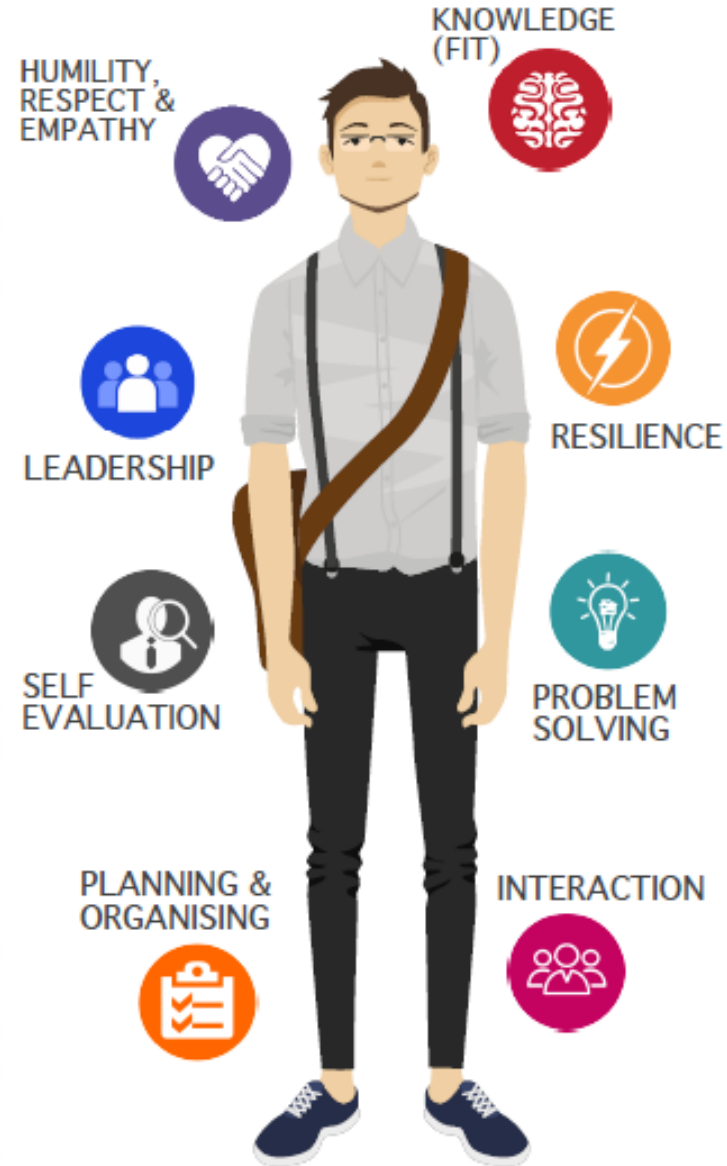 KNOWLEDGE
(FIT)
HUMILITY,
RESPECT &
EMPATHY
LEADERSHIP
RESILIENCE
SELF
EVALUATION
PROBLEM
SOLVING
PLANNING &
ORGANISING
INTERACTION